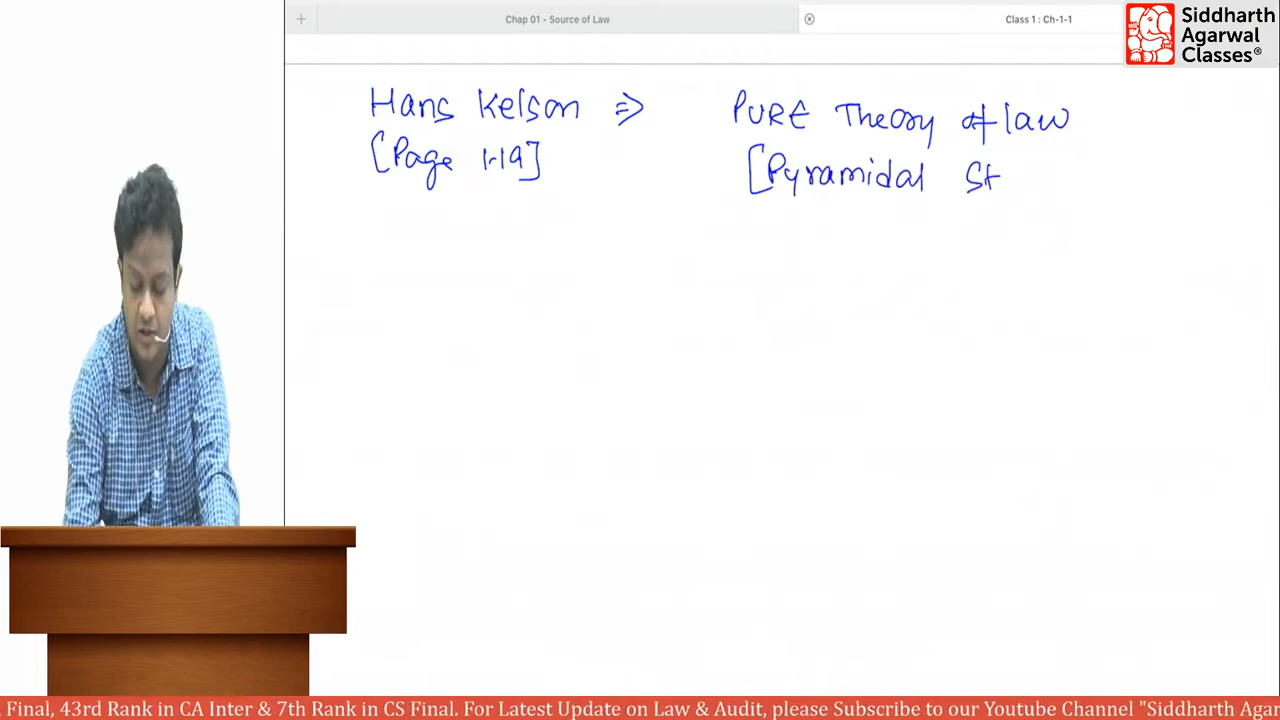 Chap 01 - Source of Law
Class 1 : Ch-1-1
Siddharth
Agarwal
Classes®
Hans Kelson ⇒ PURE Theory of law
[Page 1.19] [Pyramidal St
Final, 43rd Rank in CA Inter & 7th Rank in CS Final. For Latest Update on Law & Audit, please Subscribe to our Youtube Channel "Siddharth Agar